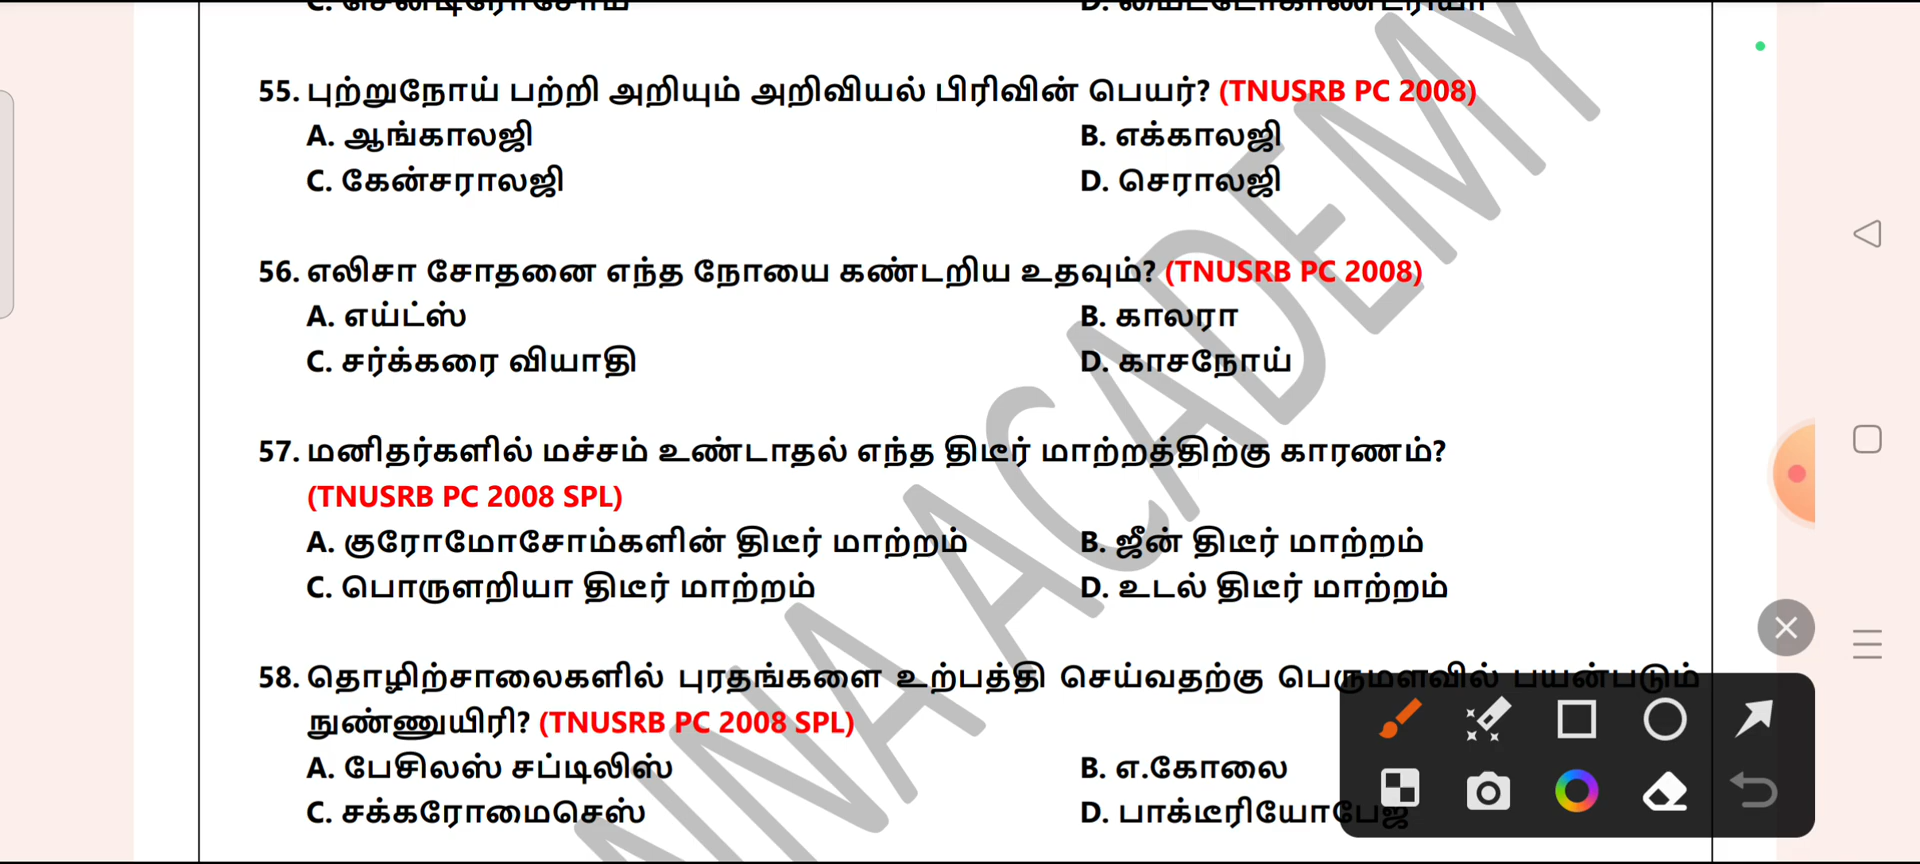 C. சென்டிரோசோம் D. மைட்டோகாண்ட்ரியா
55. புற்றுநோய் பற்றி அறியும் அறிவியல் பிரிவின் பெயர்? (TNUSRB PC 2008)
A. ஆங்காலஜி B. எக்காலஜி
C. கேன்சராலஜி D. செராலஜி
56. எலிசா சோதனை எந்த நோயை கண்டறிய உதவும்? (TNUSRB PC 2008)
A. எய்ட்ஸ் B. காலரா
C. சர்க்கரை வியாதி D. காசநோய்
57. மனிதர்களில் மச்சம் உண்டாதல் எந்த திடீர் மாற்றத்திற்கு காரணம்?
(TNUSRB PC 2008 SPL)
A. குரோமோசோம்களின் திடீர் மாற்றம் B. ஜீன் திடீர் மாற்றம்
C. பொருளறியா திடீர் மாற்றம் D. உடல் திடீர் மாற்றம்
58. தொழிற்சாலைகளில் புரதங்களை உற்பத்தி செய்வதற்கு பெருமளவில் பயன்படும்
நுண்ணுயிரி? (TNUSRB PC 2008 SPL)
A. பேசிலஸ் சப்டிலிஸ் B. எ.கோலை
C. சக்கரோமைசெஸ் D. பாக்டீரியோபேஜ்
NNA ACADEMY